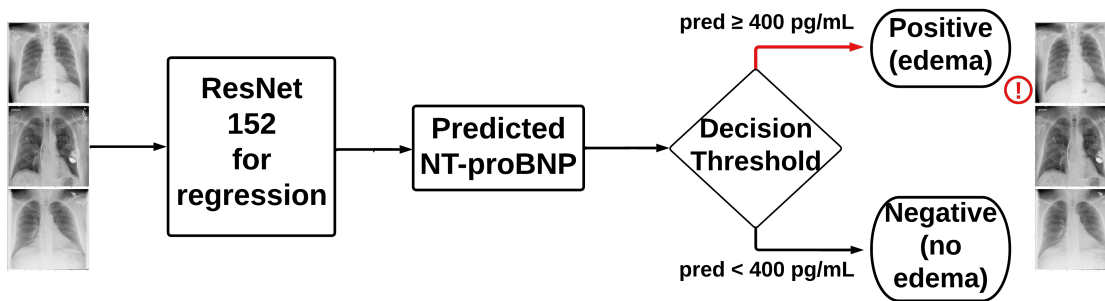 ResNet
152
for
regression
Predicted
NT-proBNP
Decision
Threshold
pred ≥ 400 pg/mL
Positive
(edema)
!
pred < 400 pg/mL
Negative
(no
edema)